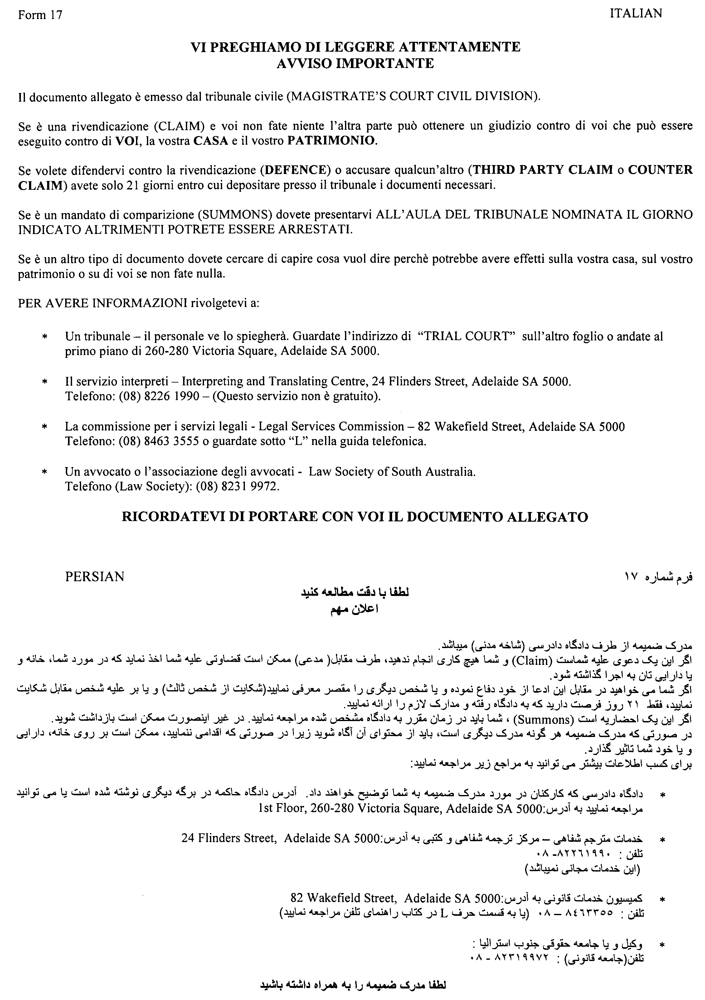 Form 17 ITALIAN
VI PREGHIAMO DI LEGGERE ATTENTAMENTE
AVVISO IMPORTANTE
Il documento allegato è emesso dal tribunale civile (MAGISTRATE’S COURT CIVIL DIVISION).
Se è una rivendicazione (CLAIM) e voi non fate niente l’altra parte può ottenere un giudizio contro di voi che può essere
eseguito contro di VOI, la vostra CASA e il vostro PATRIMONIO.
Se volete difendervi contro la rivendicazione (DEFENCE) o accusare qualcun’altro (THIRD PARTY CLAIM o COUNTER
CLAIM) avete solo 21 giorni entro cui depositare presso il tribunale i documenti necessari.
Se è un mandato di comparizione (SUMMONS) dovete presentarvi ALL’AULA DEL TRIBUNALE NOMINATA IL GIORNO
INDICATO ALTRIMENTI POTRETE ESSERE ARRESTATI.
Se è un altro tipo di documento dovete cercare di capire cosa vuol dire perchè potrebbe avere effetti sulla vostra casa, sul vostro
patrimonio o su di voi se non fate nulla.
PER AVERE INFORMAZIONI rivolgetevi a:
* Un tribunale – il personale ve lo spiegherà. Guardate l’indirizzo di “TRIAL COURT” sull’altro foglio o andate al
primo piano di 260-280 Victoria Square, Adelaide SA 5000.
* Il servizio interpreti – Interpreting and Translating Centre, 24 Flinders Street, Adelaide SA 5000.
Telefono: (08) 8226 1990 – (Questo servizio non è gratuito).
* La commissione per i servizi legali - Legal Services Commission – 82 Wakefield Street, Adelaide SA 5000
Telefono: (08) 8463 3555 o guardate sotto “L” nella guida telefonica.
* Un avvocato o l’associazione degli avvocati - Law Society of South Australia.
Telefono (Law Society): (08) 8231 9972.
RICORDATEVI DI PORTARE CON VOI IL DOCUMENTO ALLEGATO
فرم شماره ۱۷ PERSIAN
لطفا با دقت مطالعه کنید
اعلان مهم
مدرک ضمیمه از طرف دادگاه دادرسی (شاخه مدنی) میباشد.
اگر این یک دعوی علیه شماست (Claim) و شما هیچ کاری انجام ندهید، طرف مقابل( مدعی) ممکن است قضاوتی علیه شما اخذ نماید که در مورد شما، خانه و
یا دارایی تان به اجرا گذاشته شود.
اگر شما می خواهید در مقابل این ادعا از خود دفاع نموده و یا شخص دیگری را مقصر معرفی نمایید(شکایت از شخص ثالث) و یا بر علیه شخص مقابل شکایت
نمایید، فقط ۲۱ روز فرصت دارید که به دادگاه رفته و مدارک لازم را ارائه نمایید.
اگر این یک احضاریه است (Summons) ، شما باید در زمان مقرر به دادگاه مشخص شده مراجعه نمایید. در غیر اینصورت ممکن است بازداشت شوید.
در صورتی که مدرک ضمیمه هر گونه مدرک دیگری است، باید از محتوای آن آگاه شوید زیرا در صورتی که اقدامی ننمایید، ممکن است بر روی خانه، دارایی
و یا خود شما تاثیر گذارد.
برای کسب اطلاعات بیشتر می توانید به مراجع زیر مراجعه نمایید:
* دادگاه دادرسی که کارکنان در مورد مدرک ضمیمه به شما توضیح خواهند داد. آدرس دادگاه حاکمه در برگه دیگری نوشته شده است یا می توانید
مراجعه نمایید به آدرس:1st Floor, 260-280 Victoria Square, Adelaide SA 5000
* خدمات مترجم شفاهی – مرکز ترجمه شفاهی و کتبی به آدرس:24 Flinders Street, Adelaide SA 5000
تلفن : ۸۲۲۶۱۹۹۰- ۰۸
(این خدمات مجانی نمیباشد)
* کمیسیون خدمات قانونی به آدرس:82 Wakefield Street, Adelaide SA 5000
تلفن : ۸٤۶۳۳۵۵ – ۰۸ (یا به قسمت حرف L در کتاب راهنمای تلفن مراجعه نمایید)
* وکیل و یا جامعه حقوقی جنوب استرالیا :
تلفن(جامعه قانونی) : ۸۲۳۱۹۹۷۲ - ۰۸
لطفا مدرک ضمیمه را به همراه داشته باشید